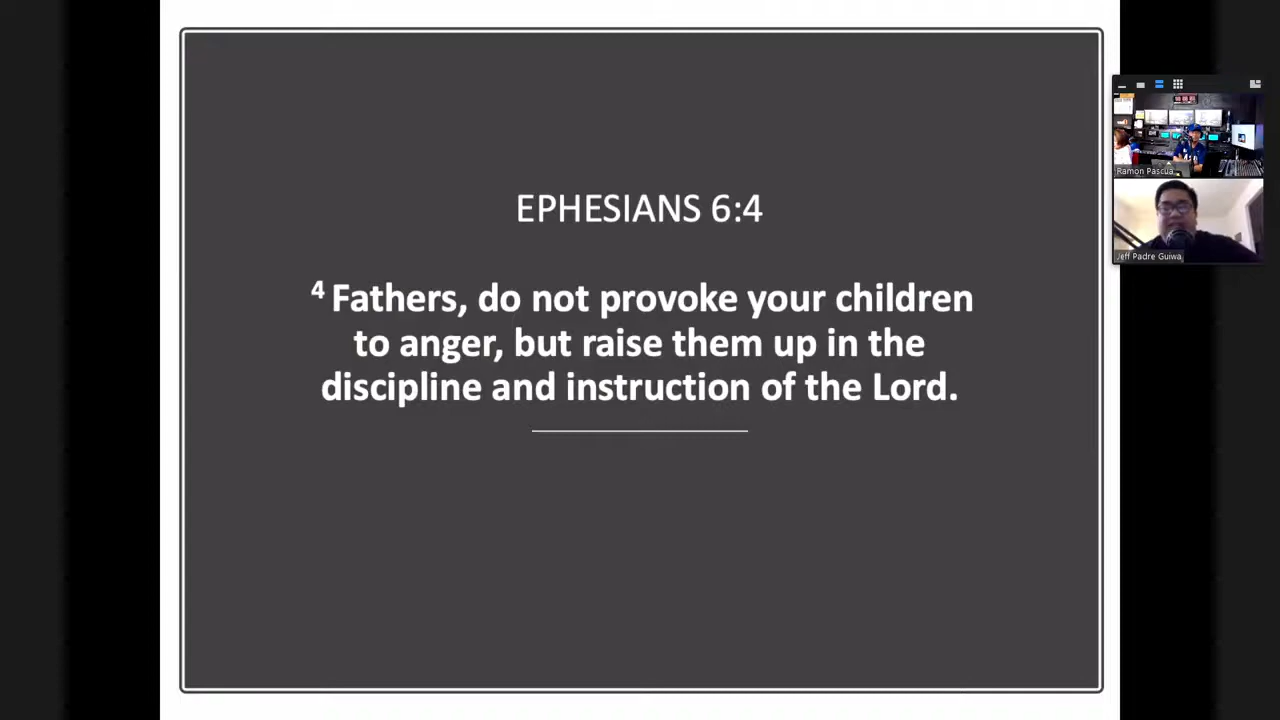 EPHESIANS 6:4
4 Fathers, do not provoke your children
to anger, but raise them up in the
discipline and instruction of the Lord.
Ramon Pascua
Jeff Padre Guiwa